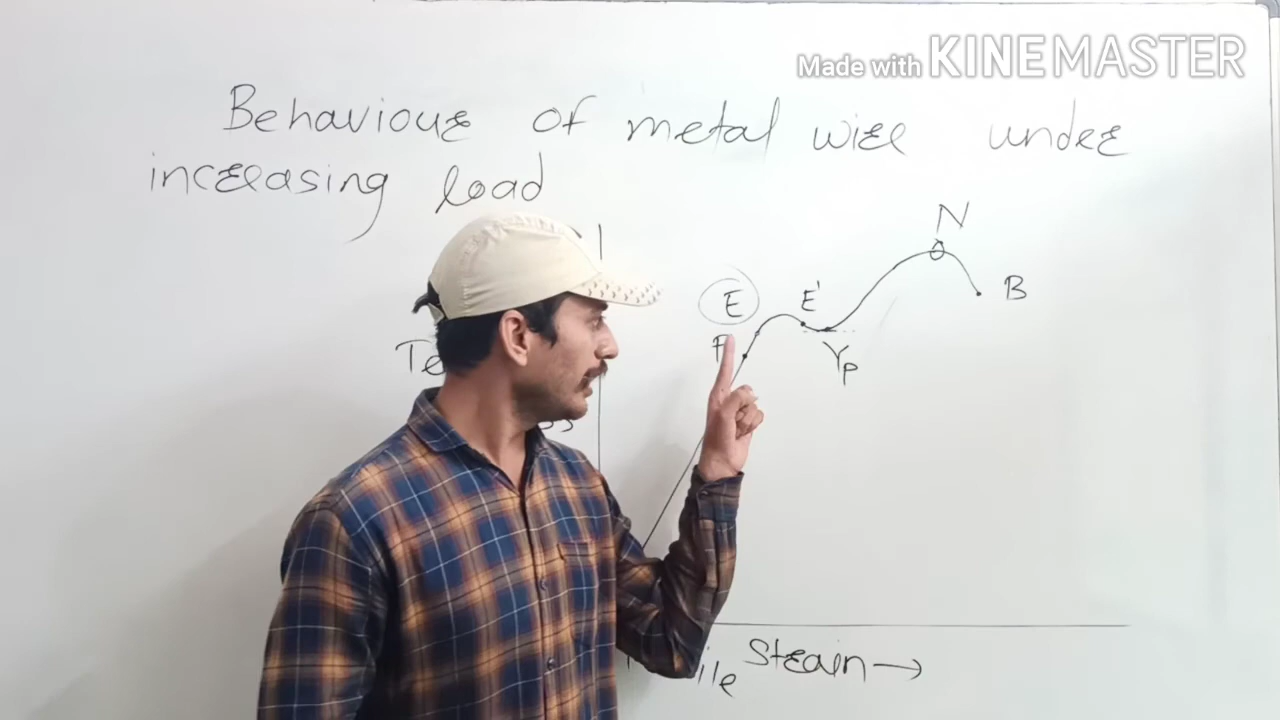 Made with KINEMASTER
Behaviour of metal wire under
increasing load
N
E
E'
B
Yp
Strain →